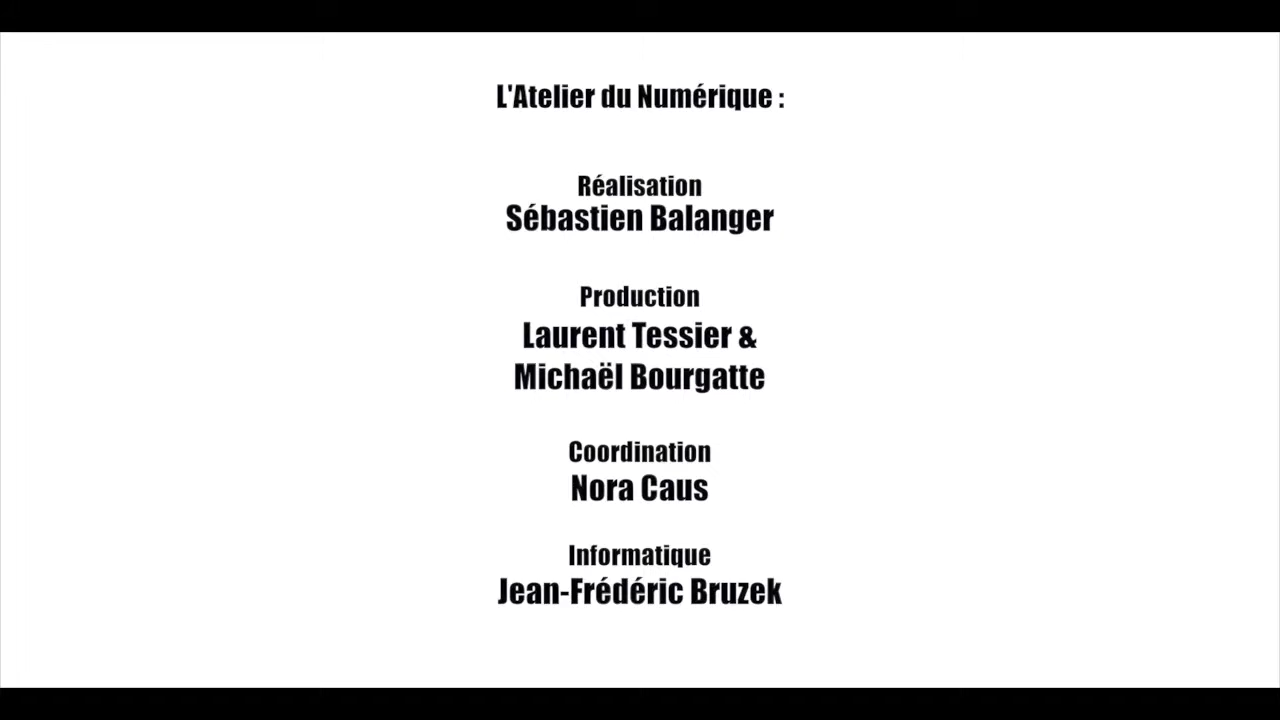 L'Atelier du Numérique :
Réalisation
Sébastien Balanger
Production
Laurent Tessier &
Michaël Bourgatte
Coordination
Nora Caus
Informatique
Jean-Frédéric Bruzek